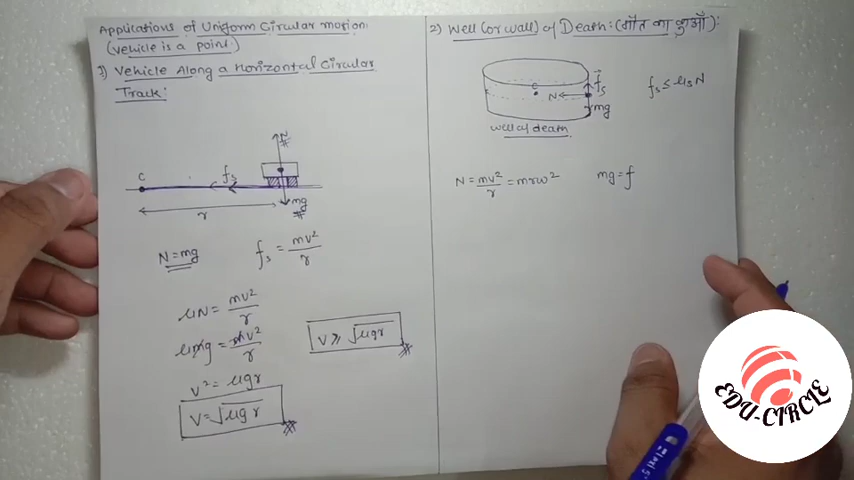 Applications of Uniform Circular motion:
(vehicle is a point)
1) Vehicle Along a Horizontal Circular
Track:
N
C
fs
mg
r
N = mg
fs = mv²/r
μN = mv²/r
μmg = mv²/r
v² = μgr
V = √μgr
V ≥ √μgr
2) Well (or wall) of Death: (मौत का कुआँ):
fs
C
N
mg
fs ≤ μsN
well of death
N = mv²/r = mrω²
mg = f
EDU-CIRCLE